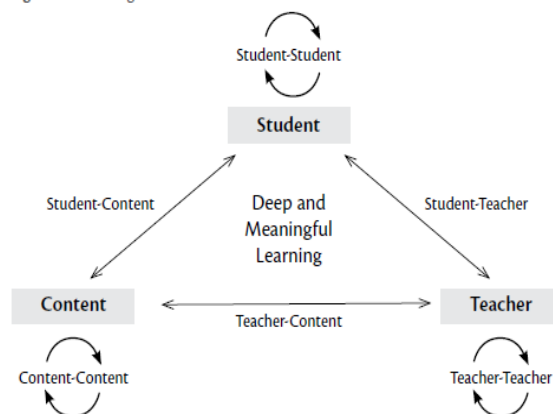 Student-Student
Student
Student-Content
Deep and
Meaningful
Learning
Student-Teacher
Content
Teacher
Teacher-Content
Content-Content
Teacher-Teacher